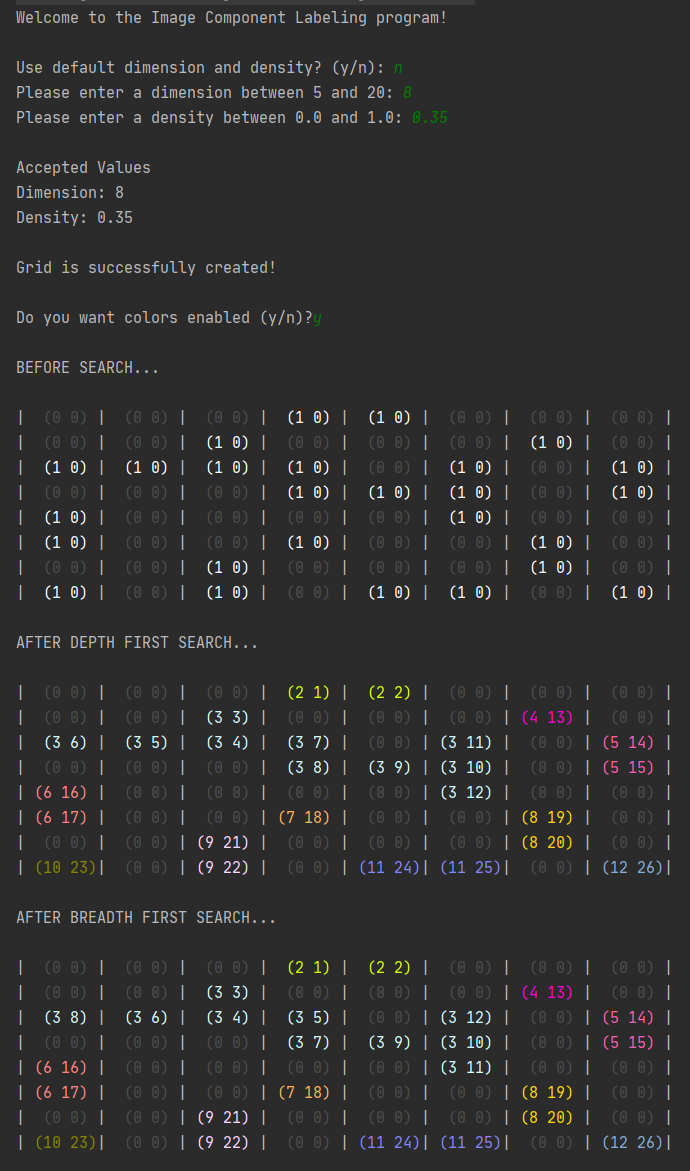 Welcome to the Image Component Labeling program!
Use default dimension and density? (y/n): n
Please enter a dimension between 5 and 20: 8
Please enter a density between 0.0 and 1.0: 0.35
Accepted Values
Dimension: 8
Density: 0.35
Grid is successfully created!
Do you want colors enabled (y/n)?y
BEFORE SEARCH...
| (0 0) | (0 0) | (0 0) | (1 0) | (1 0) | (0 0) | (0 0) | (0 0) |
| (0 0) | (0 0) | (1 0) | (0 0) | (0 0) | (0 0) | (1 0) | (0 0) |
| (1 0) | (1 0) | (1 0) | (1 0) | (0 0) | (1 0) | (0 0) | (1 0) |
| (0 0) | (0 0) | (0 0) | (1 0) | (1 0) | (1 0) | (0 0) | (1 0) |
| (1 0) | (0 0) | (0 0) | (0 0) | (0 0) | (1 0) | (0 0) | (0 0) |
| (1 0) | (0 0) | (0 0) | (1 0) | (0 0) | (0 0) | (1 0) | (0 0) |
| (0 0) | (0 0) | (1 0) | (0 0) | (0 0) | (0 0) | (1 0) | (0 0) |
| (1 0) | (0 0) | (1 0) | (0 0) | (1 0) | (1 0) | (0 0) | (1 0) |
AFTER DEPTH FIRST SEARCH...
| (0 0) | (0 0) | (0 0) | (2 1) | (2 2) | (0 0) | (0 0) | (0 0) |
| (0 0) | (0 0) | (3 3) | (0 0) | (0 0) | (0 0) | (4 13) | (0 0) |
| (3 6) | (3 5) | (3 4) | (3 7) | (0 0) | (3 11) | (0 0) | (5 14) |
| (0 0) | (0 0) | (0 0) | (3 8) | (3 9) | (3 10) | (0 0) | (5 15) |
| (6 16) | (0 0) | (0 0) | (0 0) | (0 0) | (3 12) | (0 0) | (0 0) |
| (6 17) | (0 0) | (0 0) | (7 18) | (0 0) | (0 0) | (8 19) | (0 0) |
| (0 0) | (0 0) | (9 21) | (0 0) | (0 0) | (0 0) | (8 20) | (0 0) |
| (10 23)| (0 0) | (9 22) | (0 0) | (11 24)| (11 25)| (0 0) | (12 26)|
AFTER BREADTH FIRST SEARCH...
| (0 0) | (0 0) | (0 0) | (2 1) | (2 2) | (0 0) | (0 0) | (0 0) |
| (0 0) | (0 0) | (3 3) | (0 0) | (0 0) | (0 0) | (4 13) | (0 0) |
| (3 8) | (3 6) | (3 4) | (3 5) | (0 0) | (3 12) | (0 0) | (5 14) |
| (0 0) | (0 0) | (0 0) | (3 7) | (3 9) | (3 10) | (0 0) | (5 15) |
| (6 16) | (0 0) | (0 0) | (0 0) | (0 0) | (3 11) | (0 0) | (0 0) |
| (6 17) | (0 0) | (0 0) | (7 18) | (0 0) | (0 0) | (8 19) | (0 0) |
| (0 0) | (0 0) | (9 21) | (0 0) | (0 0) | (0 0) | (8 20) | (0 0) |
| (10 23)| (0 0) | (9 22) | (0 0) | (11 24)| (11 25)| (0 0) | (12 26)|